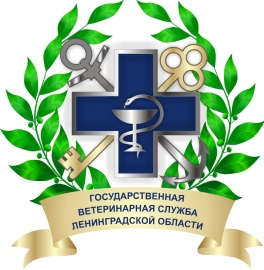 ГОСУДАРСТВЕННАЯ
ВЕТЕРИНАРНАЯ СЛУЖБА
ЛЕНИНГРАДСКОЙ ОБЛАСТИ